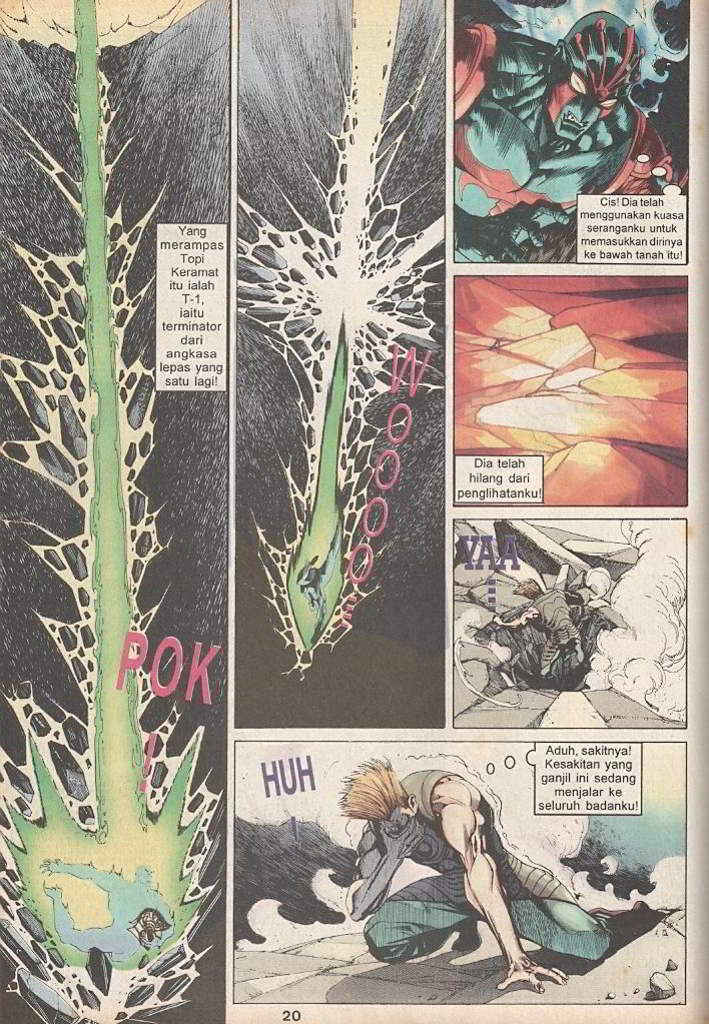 Yang
merampas
Topi
Keramat
itu ialah
T-1,
iaitu
terminator
dari
angkasa
lepas yang
satu lagi!
POK
!
WOOOOO
Cis! Dia telah
menggunakan kuasa
seranganku untuk
memasukkan dirinya
ke bawah tanah itu!
Dia telah
hilang dari
penglihatanku!
YAA
HUH
!
Aduh, sakitnya!
Kesakitan yang
ganjil ini sedang
menjalar ke
seluruh badanku!
20